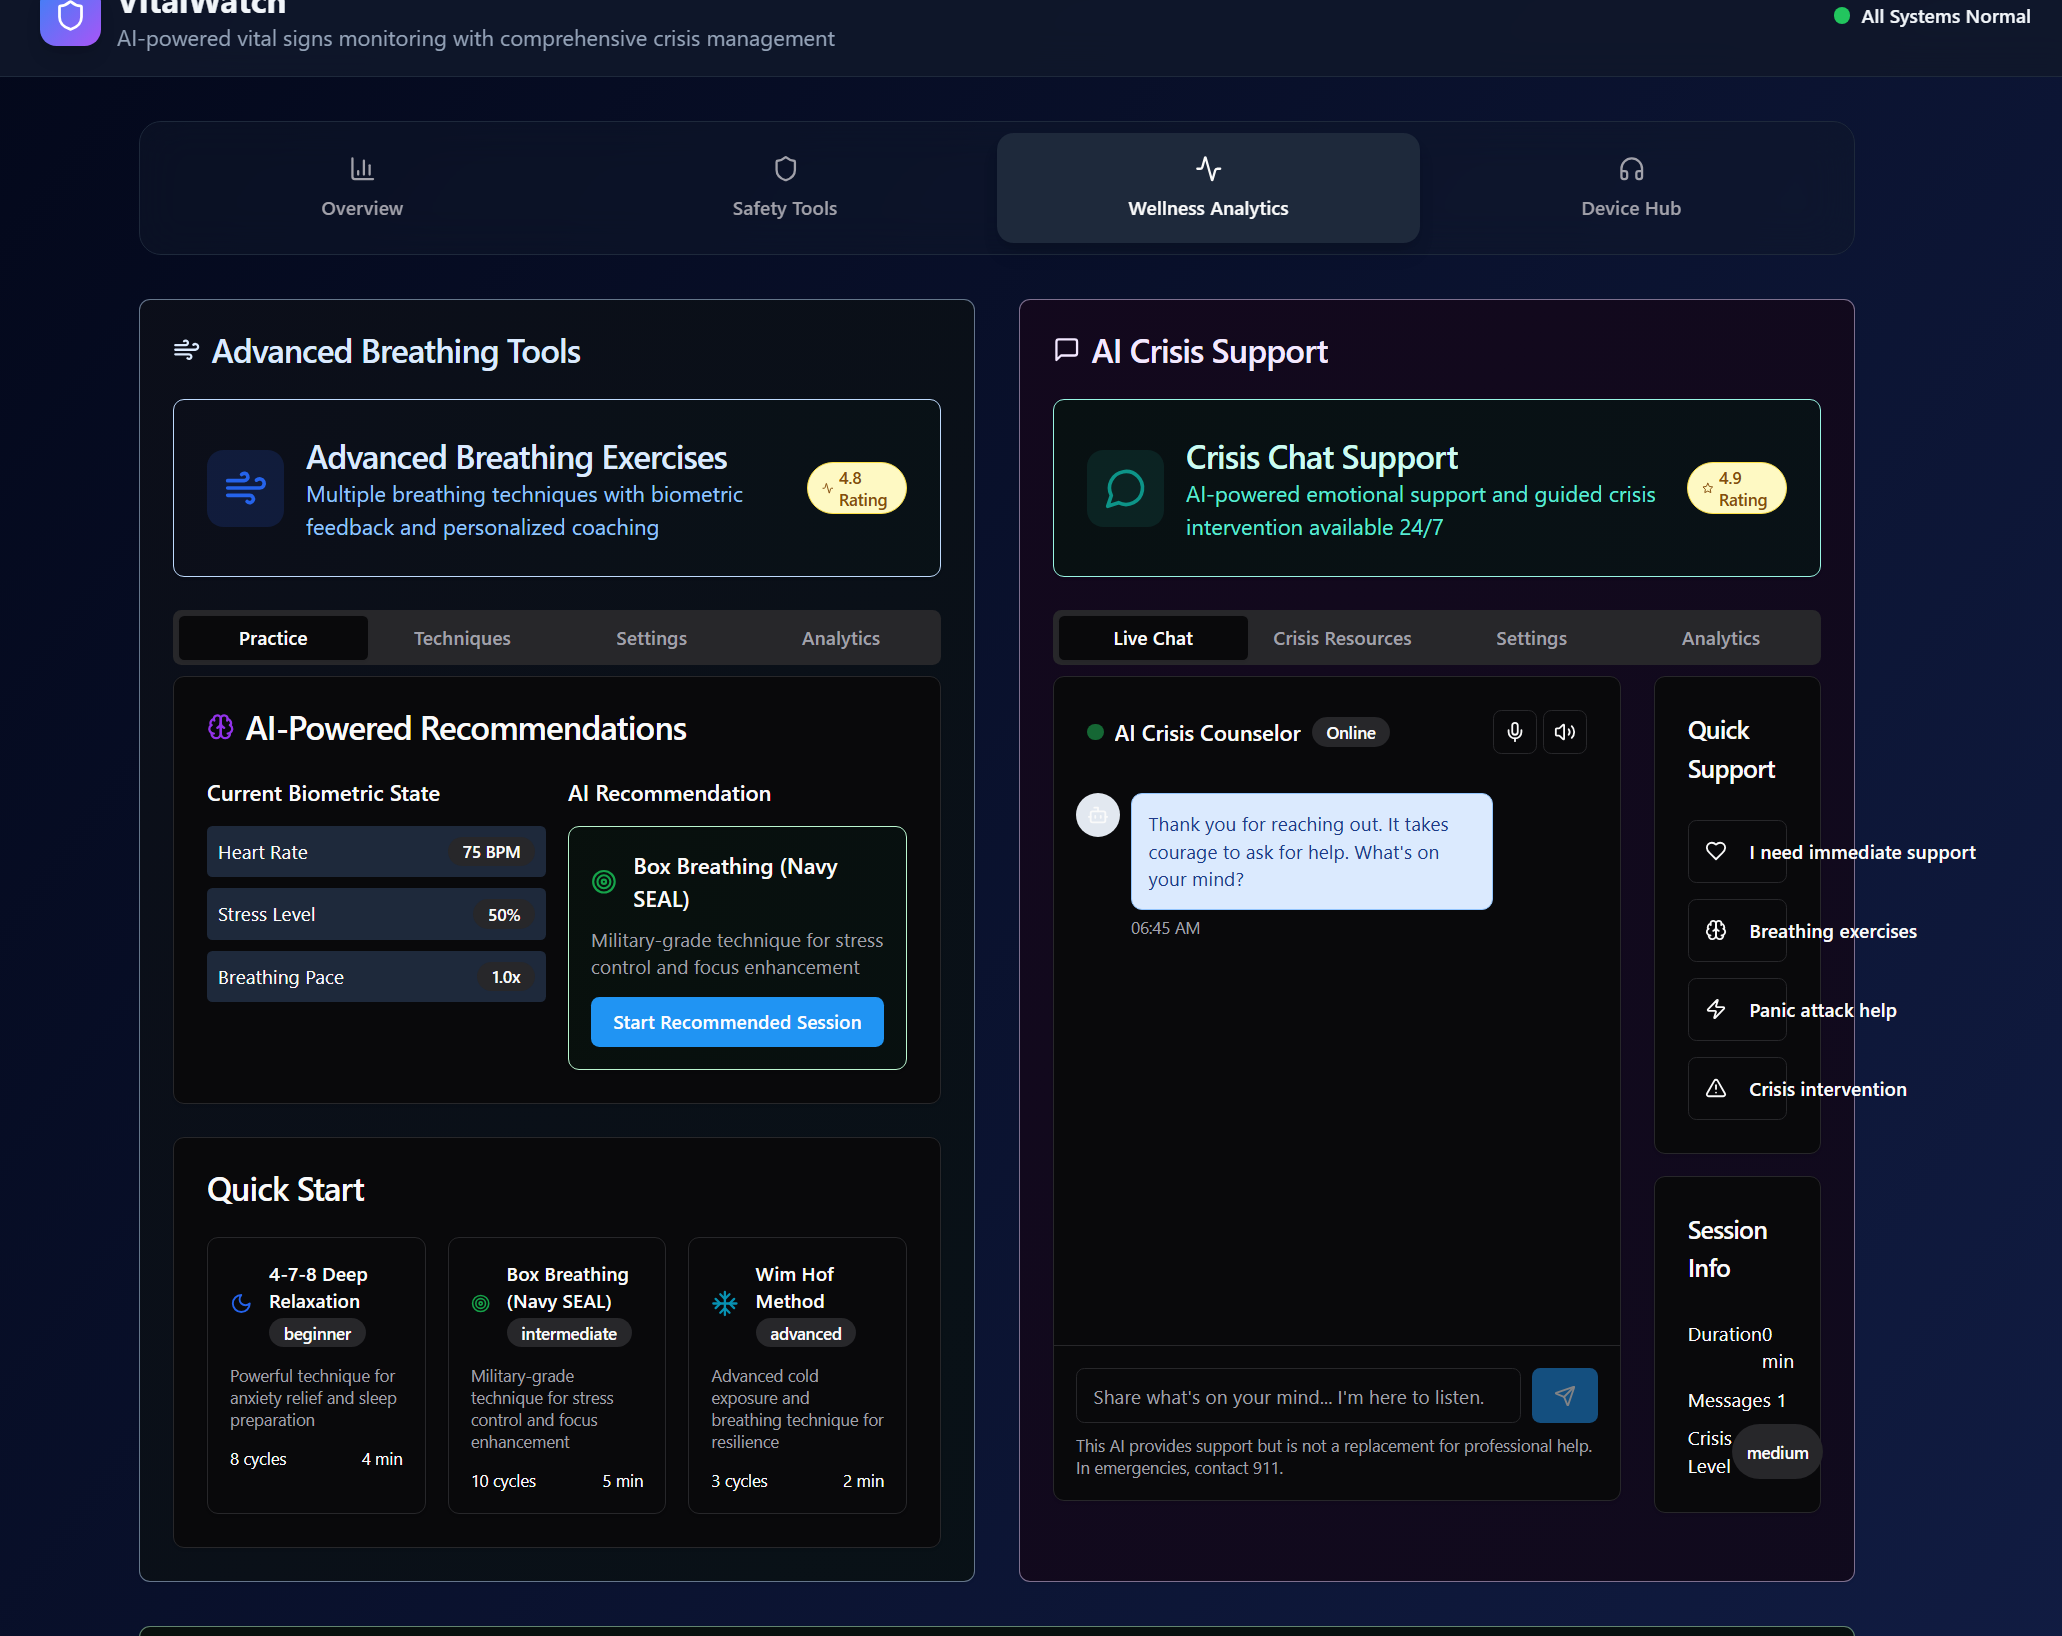 VitalWatch
AI-powered vital signs monitoring with comprehensive crisis management
All Systems Normal
Overview
Safety Tools
Wellness Analytics
Device Hub
Advanced Breathing Tools
Advanced Breathing Exercises
Multiple breathing techniques with biometric
feedback and personalized coaching
4.8
Rating
Practice
Techniques
Settings
Analytics
AI-Powered Recommendations
Current Biometric State
Heart Rate
75 BPM
Stress Level
50%
Breathing Pace
1.0x
AI Recommendation
Box Breathing (Navy
SEAL)
Military-grade technique for stress
control and focus enhancement
Start Recommended Session
Quick Start
4-7-8 Deep
Relaxation
beginner
Powerful technique for
anxiety relief and sleep
preparation
8 cycles
4 min
Box Breathing
(Navy SEAL)
intermediate
Military-grade
technique for stress
control and focus
enhancement
10 cycles
5 min
Wim Hof
Method
advanced
Advanced cold
exposure and
breathing technique for
resilience
3 cycles
2 min
AI Crisis Support
Crisis Chat Support
AI-powered emotional support and guided crisis
intervention available 24/7
4.9
Rating
Live Chat
Crisis Resources
Settings
Analytics
AI Crisis Counselor
Online
Thank you for reaching out. It takes
courage to ask for help. What's on
your mind?
06:45 AM
Share what's on your mind... I'm here to listen.
This AI provides support but is not a replacement for professional help.
In emergencies, contact 911.
Quick
Support
I need immediate support
Breathing exercises
Panic attack help
Crisis intervention
Session
Info
Duration0
min
Messages 1
Crisis
Level
medium